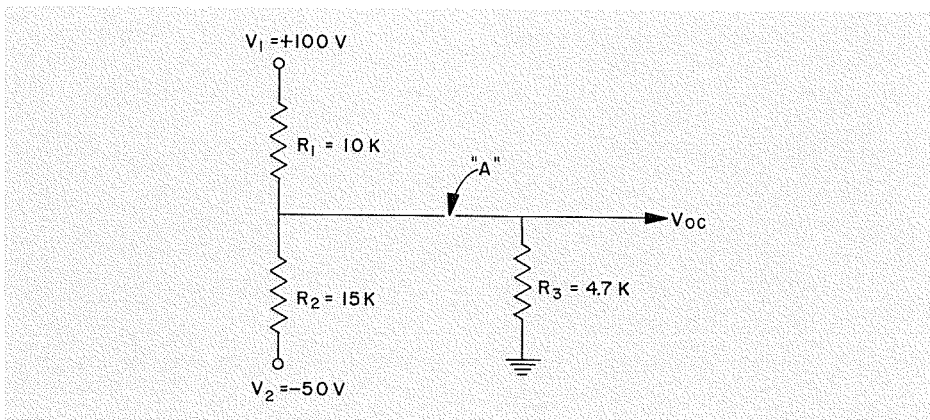 V₁ =+100 V
R₁ = 10 K
"A"
Voc
R₂ = 15 K
R₃ = 4.7 K
V₂ =-50 V